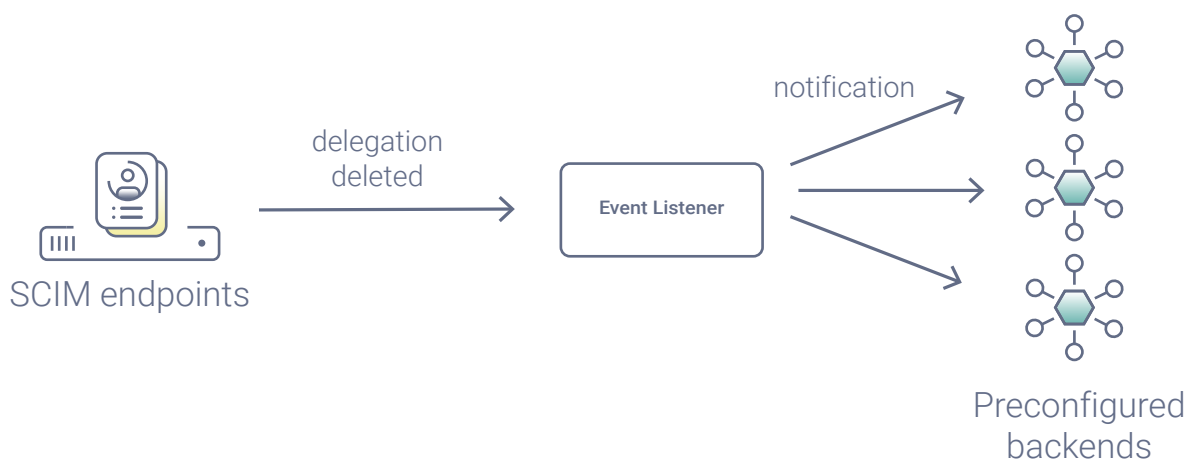 notification
delegation
deleted
Event Listener
SCIM endpoints
Preconfigured
backends